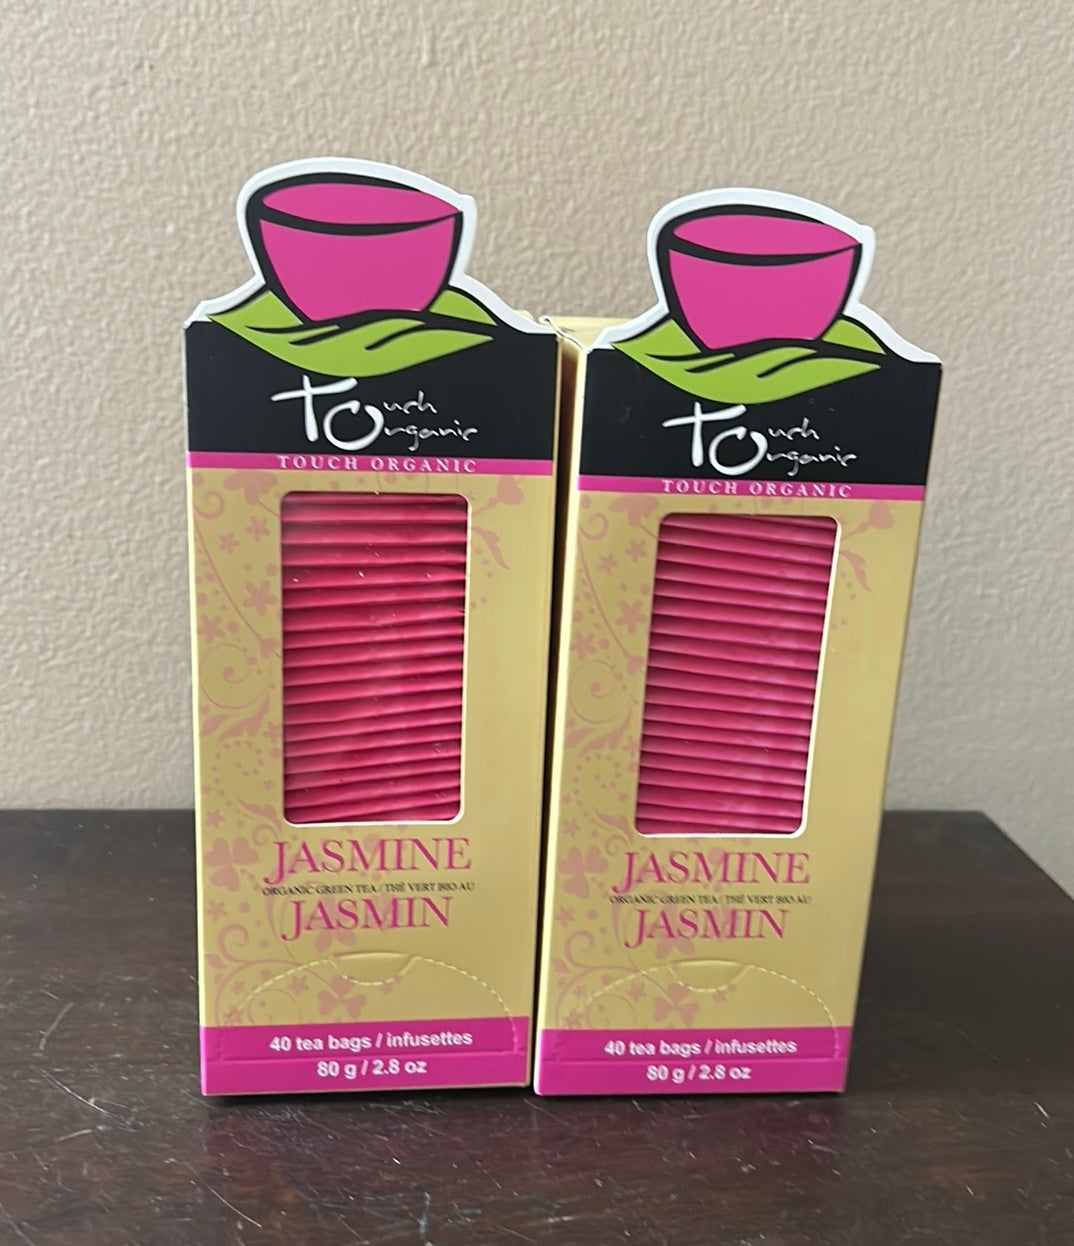 Touch
Organic
TOUCH ORGANIC
JASMINE
ORGANIC GREEN TEA / THÉ VERT BIO AU
JASMIN
40 tea bags / infusettes
80 g / 2.8 oz
Touch
Organic
TOUCH ORGANIC
JASMINE
ORGANIC GREEN TEA / THÉ VERT BIO AU
JASMIN
40 tea bags / infusettes
80 g / 2.8 oz